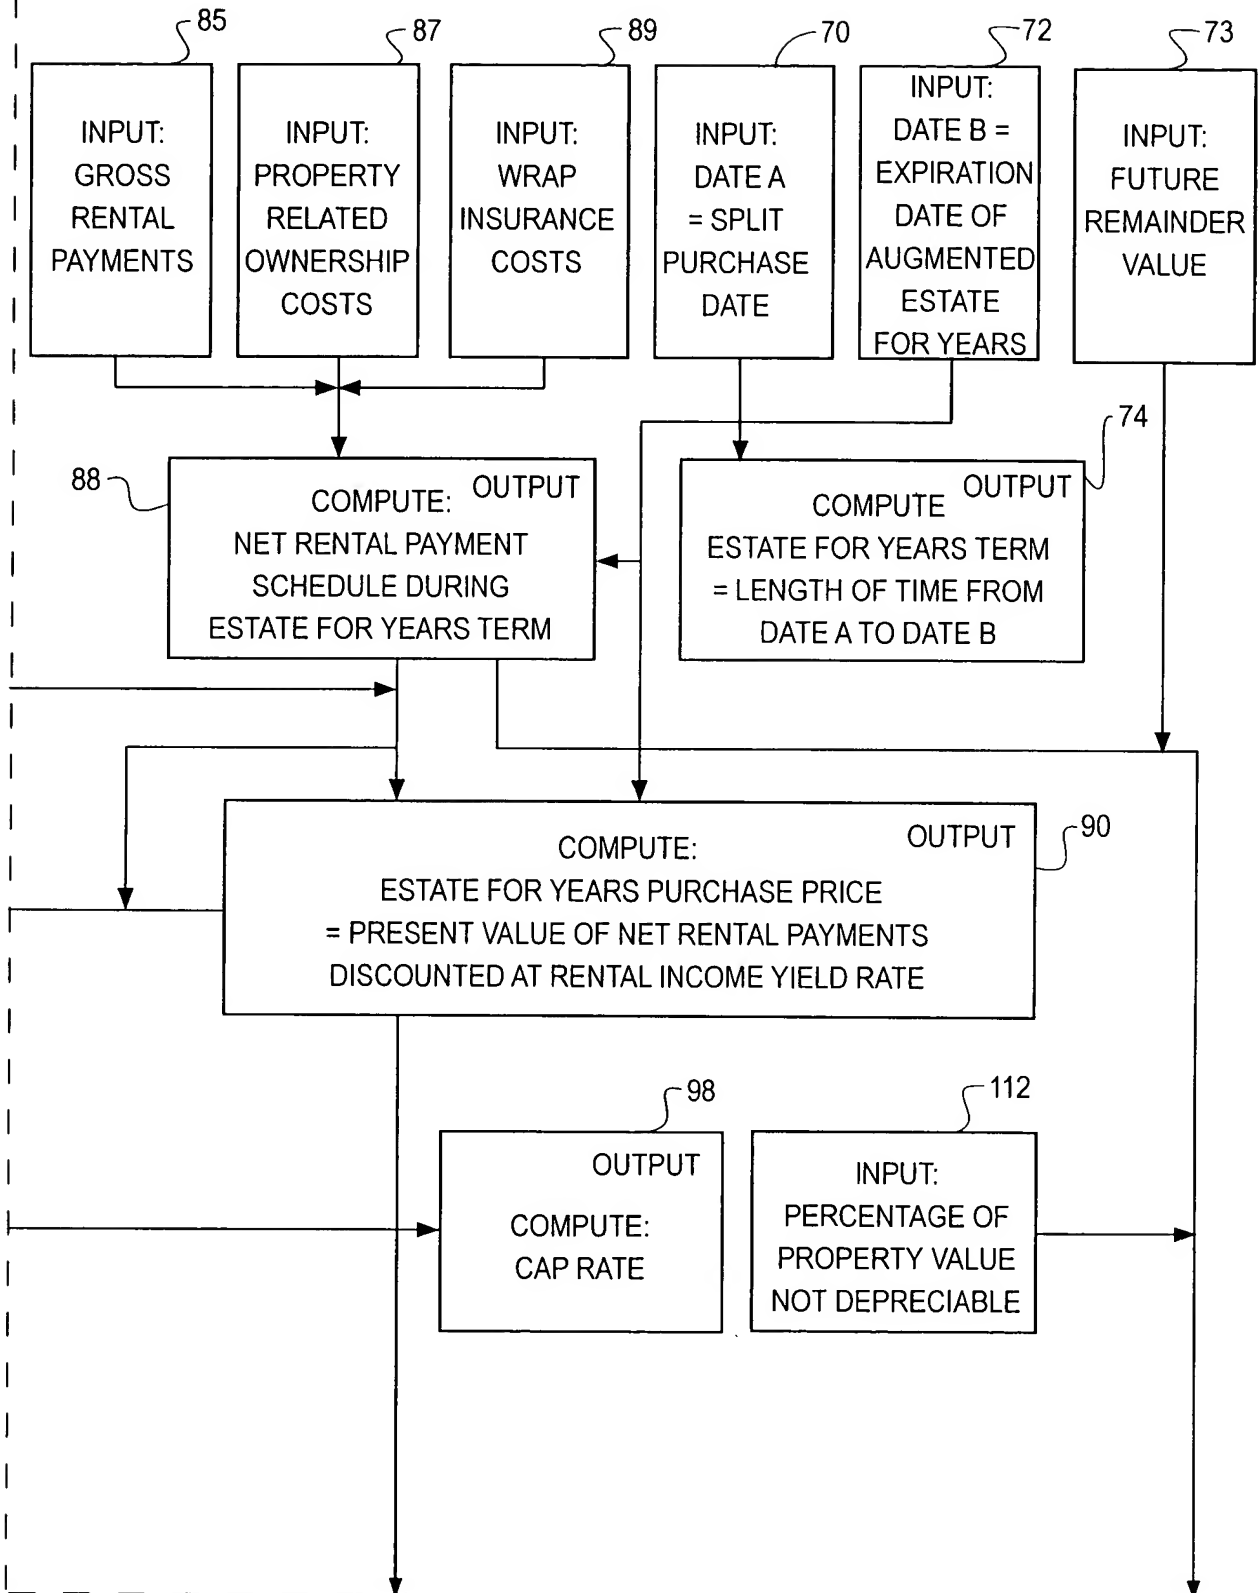 85
87
89
70
72
73
INPUT:
GROSS
RENTAL
PAYMENTS
INPUT:
PROPERTY
RELATED
OWNERSHIP
COSTS
INPUT:
WRAP
INSURANCE
COSTS
INPUT:
DATE A
= SPLIT
PURCHASE
DATE
INPUT:
DATE B =
EXPIRATION
DATE OF
AUGMENTED
ESTATE
FOR YEARS
INPUT:
FUTURE
REMAINDER
VALUE
88
OUTPUT
COMPUTE:
NET RENTAL PAYMENT
SCHEDULE DURING
ESTATE FOR YEARS TERM
74
OUTPUT
COMPUTE
ESTATE FOR YEARS TERM
= LENGTH OF TIME FROM
DATE A TO DATE B
90
OUTPUT
COMPUTE:
ESTATE FOR YEARS PURCHASE PRICE
= PRESENT VALUE OF NET RENTAL PAYMENTS
DISCOUNTED AT RENTAL INCOME YIELD RATE
98
OUTPUT
COMPUTE:
CAP RATE
112
INPUT:
PERCENTAGE OF
PROPERTY VALUE
NOT DEPRECIABLE